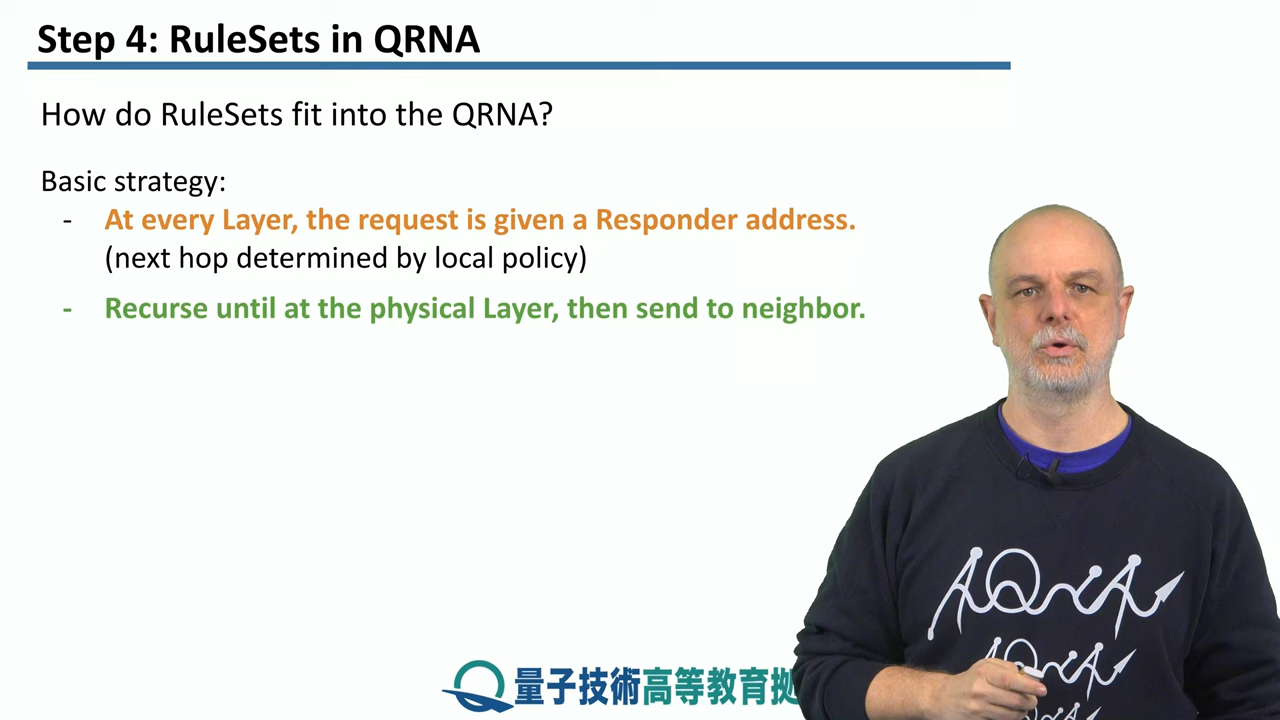 Step 4: RuleSets in QRNA
How do RuleSets fit into the QRNA?
Basic strategy:
- At every Layer, the request is given a Responder address.
(next hop determined by local policy)
- Recurse until at the physical Layer, then send to neighbor.
AQRNA
量子技術高等教育拠